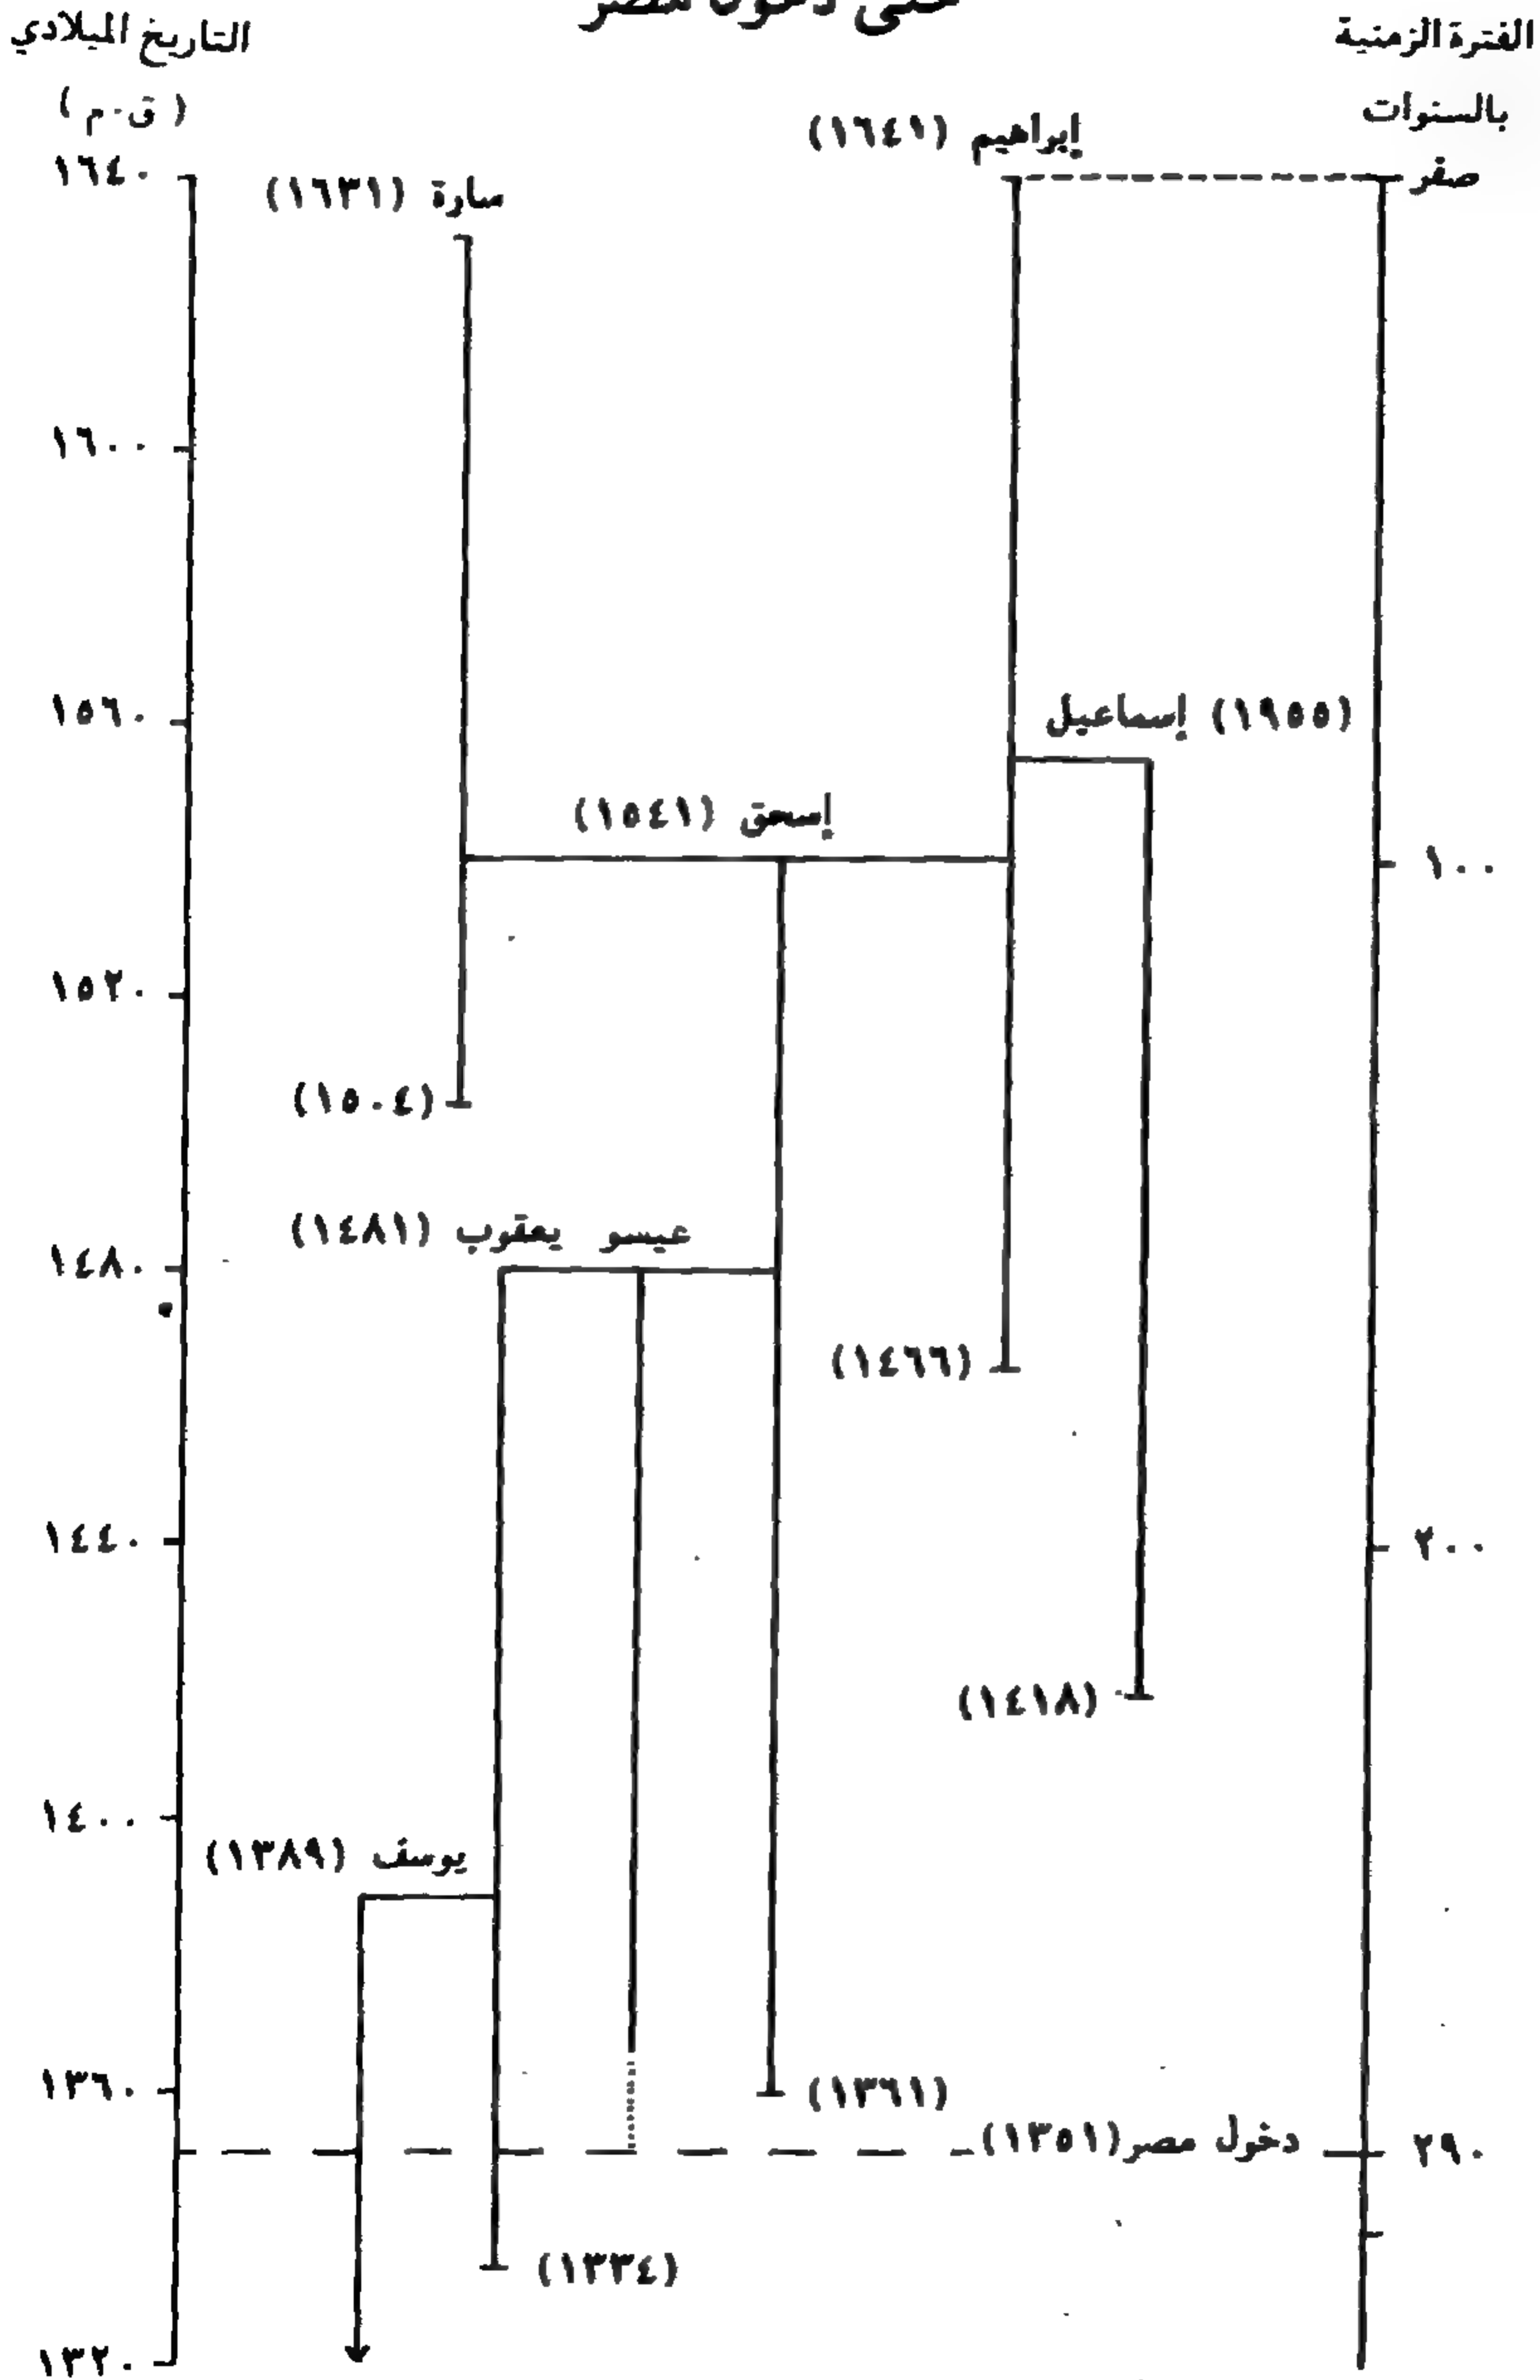 الفترة الزمنية
بالسنوات
التاريخ الميلادي
(ق.م)
إبراهيم (١٦٤١)
صفر
١٦٤٠
سارة (١٦٣١)
١٦٠٠
١٥٦٠
(١٩٥٥) إسماعيل
إسحق (١٥٤١)
١٠٠
١٥٢٠
(١٥٠٤)
عيسو يعقوب (١٤٨١)
١٤٨٠
(١٤٦٦)
١٤٤٠
٢٠٠
(١٤١٨)
١٤٠٠
يوسف (١٣٨٩)
١٣٦٠
(١٣٦١)
دخول مصر (١٣٥١)
٢٩٠
(١٣٣٤)
١٣٢٠